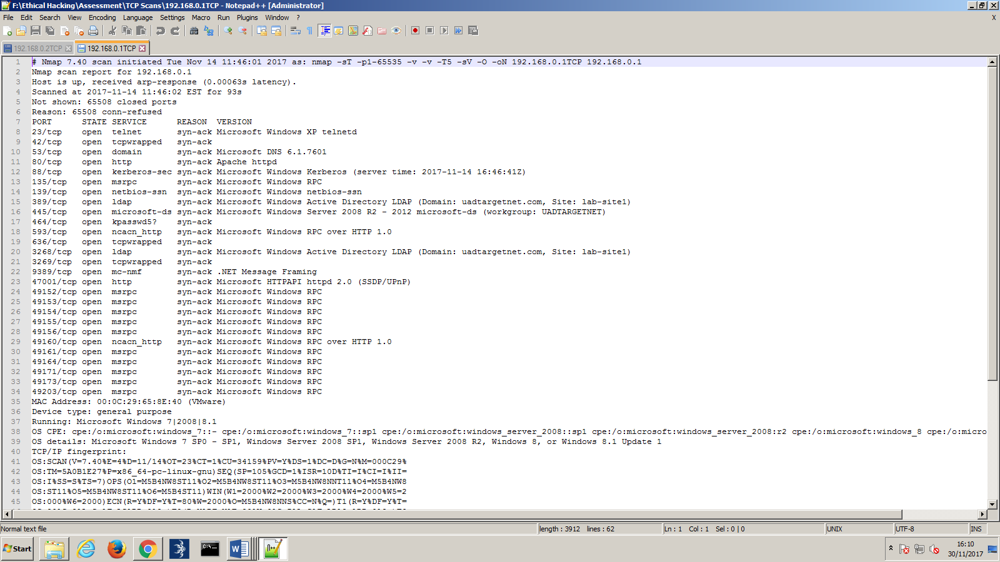 F:\Ethical Hacking\Assessment\TCP Scans\192.168.0.1TCP - Notepad++ [Administrator]
File Edit Search View Encoding Language Settings Macro Run Plugins Window ? X
192.168.0.2TCP 192.168.0.1TCP
1 # Nmap 7.40 scan initiated Tue Nov 14 11:46:01 2017 as: nmap -sT -p1-65535 -v -v -T5 -sV -O -oN 192.168.0.1TCP 192.168.0.1
2 Nmap scan report for 192.168.0.1
3 Host is up, received arp-response (0.00063s latency).
4 Scanned at 2017-11-14 11:46:02 EST for 93s
5 Not shown: 65508 closed ports
6 Reason: 65508 conn-refused
7 PORT STATE SERVICE REASON VERSION
8 23/tcp open telnet syn-ack Microsoft Windows XP telnetd
9 42/tcp open tcpwrapped syn-ack
10 53/tcp open domain syn-ack Microsoft DNS 6.1.7601
11 80/tcp open http syn-ack Apache httpd
12 88/tcp open kerberos-sec syn-ack Microsoft Windows Kerberos (server time: 2017-11-14 16:46:41Z)
13 135/tcp open msrpc syn-ack Microsoft Windows RPC
14 139/tcp open netbios-ssn syn-ack Microsoft Windows netbios-ssn
15 389/tcp open ldap syn-ack Microsoft Windows Active Directory LDAP (Domain: uadtargetnet.com, Site: lab-site1)
16 445/tcp open microsoft-ds syn-ack Microsoft Windows Server 2008 R2 - 2012 microsoft-ds (workgroup: UADTARGETNET)
17 464/tcp open kpasswd5? syn-ack
18 593/tcp open ncacn_http syn-ack Microsoft Windows RPC over HTTP 1.0
19 636/tcp open tcpwrapped syn-ack
20 3268/tcp open ldap syn-ack Microsoft Windows Active Directory LDAP (Domain: uadtargetnet.com, Site: lab-site1)
21 3269/tcp open tcpwrapped syn-ack
22 9389/tcp open mc-nmf syn-ack .NET Message Framing
23 47001/tcp open http syn-ack Microsoft HTTPAPI httpd 2.0 (SSDP/UPnP)
24 49152/tcp open msrpc syn-ack Microsoft Windows RPC
25 49153/tcp open msrpc syn-ack Microsoft Windows RPC
26 49154/tcp open msrpc syn-ack Microsoft Windows RPC
27 49155/tcp open msrpc syn-ack Microsoft Windows RPC
28 49156/tcp open msrpc syn-ack Microsoft Windows RPC
29 49160/tcp open ncacn_http syn-ack Microsoft Windows RPC over HTTP 1.0
30 49161/tcp open msrpc syn-ack Microsoft Windows RPC
31 49164/tcp open msrpc syn-ack Microsoft Windows RPC
32 49171/tcp open msrpc syn-ack Microsoft Windows RPC
33 49173/tcp open msrpc syn-ack Microsoft Windows RPC
34 49203/tcp open msrpc syn-ack Microsoft Windows RPC
35 MAC Address: 00:0C:29:65:8E:40 (VMware)
36 Device type: general purpose
37 Running: Microsoft Windows 7|2008|8.1
38 OS CPE: cpe:/o:microsoft:windows_7::- cpe:/o:microsoft:windows_7::sp1 cpe:/o:microsoft:windows_server_2008::sp1 cpe:/o:microsoft:windows_server_2008:r2 cpe:/o:microsoft:windows_8 cpe:/o:micro
39 OS details: Microsoft Windows 7 SP0 - SP1, Windows Server 2008 SP1, Windows Server 2008 R2, Windows 8, or Windows 8.1 Update 1
40 TCP/IP fingerprint:
41 OS:SCAN(V=7.40%E=4%D=11/14%OT=23%CT=1%CU=34159%PV=Y%DS=1%DC=D%G=N%M=000C29%
42 OS:TM=5A0B1E27%P=x86_64-pc-linux-gnu)SEQ(SP=105%GCD=1%ISR=10D%TI=I%CI=I%II=
43 OS:I%SS=S%TS=7)OPS(O1=M5B4NW8ST11%O2=M5B4NW8ST11%O3=M5B4NW8NNT11%O4=M5B4NW8
44 OS:ST11%O5=M5B4NW8ST11%O6=M5B4ST11)WIN(W1=2000%W2=2000%W3=2000%W4=2000%W5=2
45 OS:000%W6=2000)ECN(R=Y%DF=Y%T=80%W=2000%O=M5B4NW8NNS%CC=N%Q=)T1(R=Y%DF=Y%T=
Normal text file length : 3912 lines : 62 Ln : 1 Col : 1 Sel : 0 | 0 UNIX UTF-8 INS
Start 16:10
30/11/2017